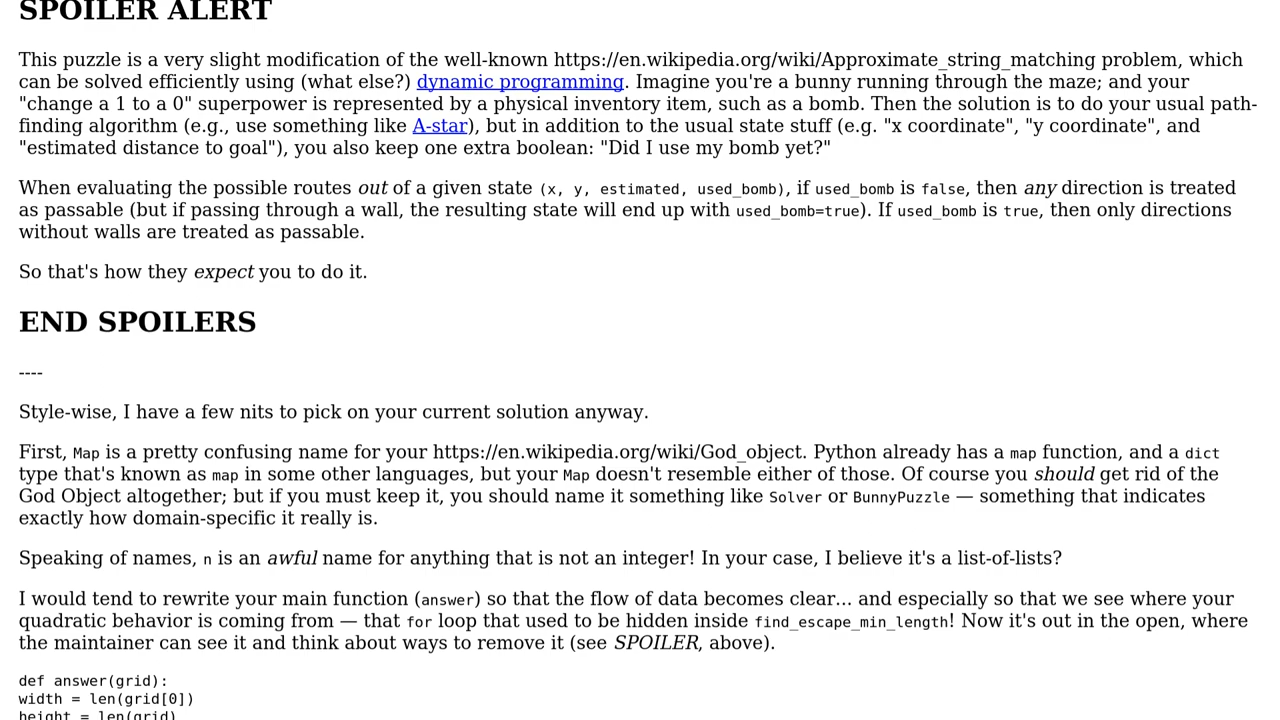 SPOILER ALERT
This puzzle is a very slight modification of the well-known https://en.wikipedia.org/wiki/Approximate_string_matching problem, which
can be solved efficiently using (what else?) dynamic programming. Imagine you're a bunny running through the maze; and your
"change a 1 to a 0" superpower is represented by a physical inventory item, such as a bomb. Then the solution is to do your usual path-
finding algorithm (e.g., use something like A-star), but in addition to the usual state stuff (e.g. "x coordinate", "y coordinate", and
"estimated distance to goal"), you also keep one extra boolean: "Did I use my bomb yet?"
When evaluating the possible routes out of a given state (x, y, estimated, used_bomb), if used_bomb is false, then any direction is treated
as passable (but if passing through a wall, the resulting state will end up with used_bomb=true). If used_bomb is true, then only directions
without walls are treated as passable.
So that's how they expect you to do it.
END SPOILERS
----
Style-wise, I have a few nits to pick on your current solution anyway.
First, Map is a pretty confusing name for your https://en.wikipedia.org/wiki/God_object. Python already has a map function, and a dict
type that's known as map in some other languages, but your Map doesn't resemble either of those. Of course you should get rid of the
God Object altogether; but if you must keep it, you should name it something like Solver or BunnyPuzzle — something that indicates
exactly how domain-specific it really is.
Speaking of names, n is an awful name for anything that is not an integer! In your case, I believe it's a list-of-lists?
I would tend to rewrite your main function (answer) so that the flow of data becomes clear... and especially so that we see where your
quadratic behavior is coming from — that for loop that used to be hidden inside find_escape_min_length! Now it's out in the open, where
the maintainer can see it and think about ways to remove it (see SPOILER, above).
def answer(grid):
width = len(grid[0])
height = len(grid)